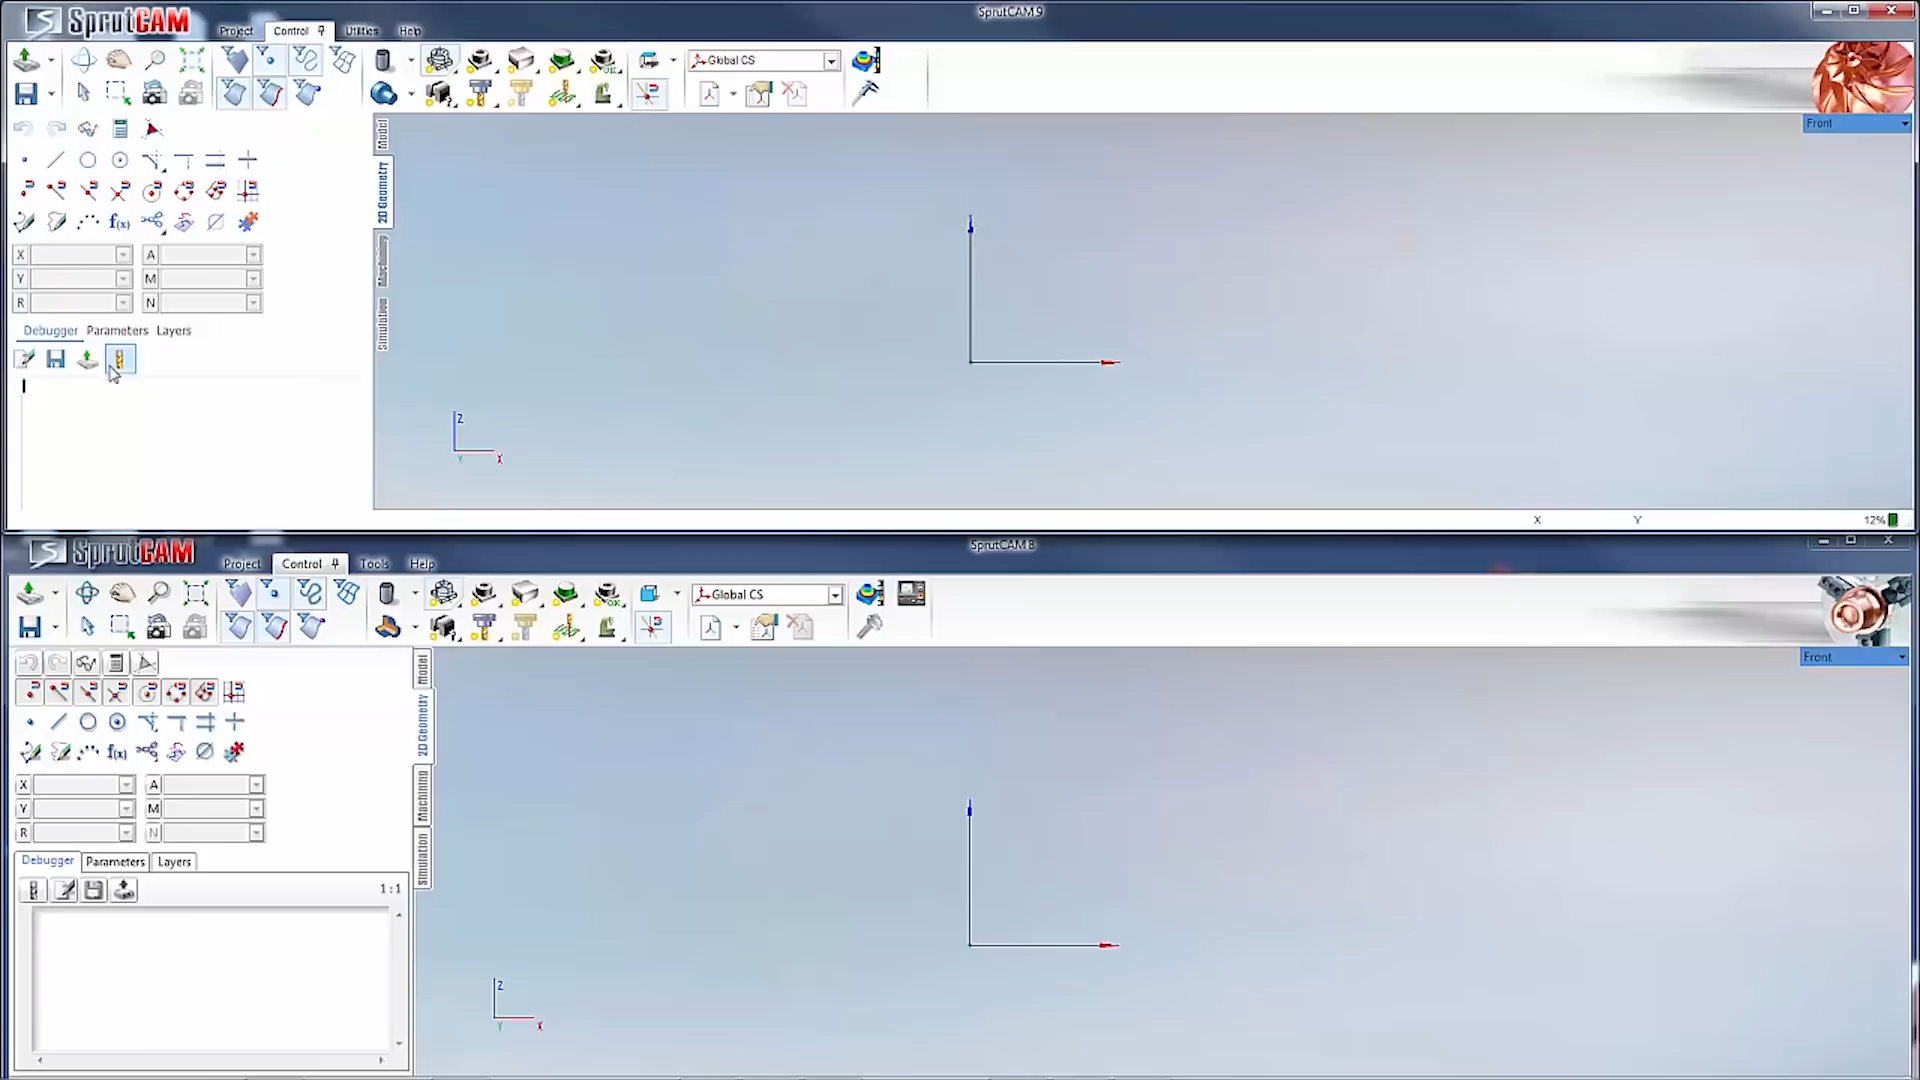 SprutCAM 9
SprutCAM
Project Control Utilities Help
Global CS
Front
f(x)
X A
Y M
R N
Debugger Parameters Layers
Model
2D Geometry
Machining
Simulation
Z
Y X
X Y 12%
SprutCAM 8
SprutCAM
Project Control Tools Help
Global CS
Front
f(x)
X A
Y M
R N
Debugger Parameters Layers
1:1
Model
2D Geometry
Machining
Simulation
Z
Y X